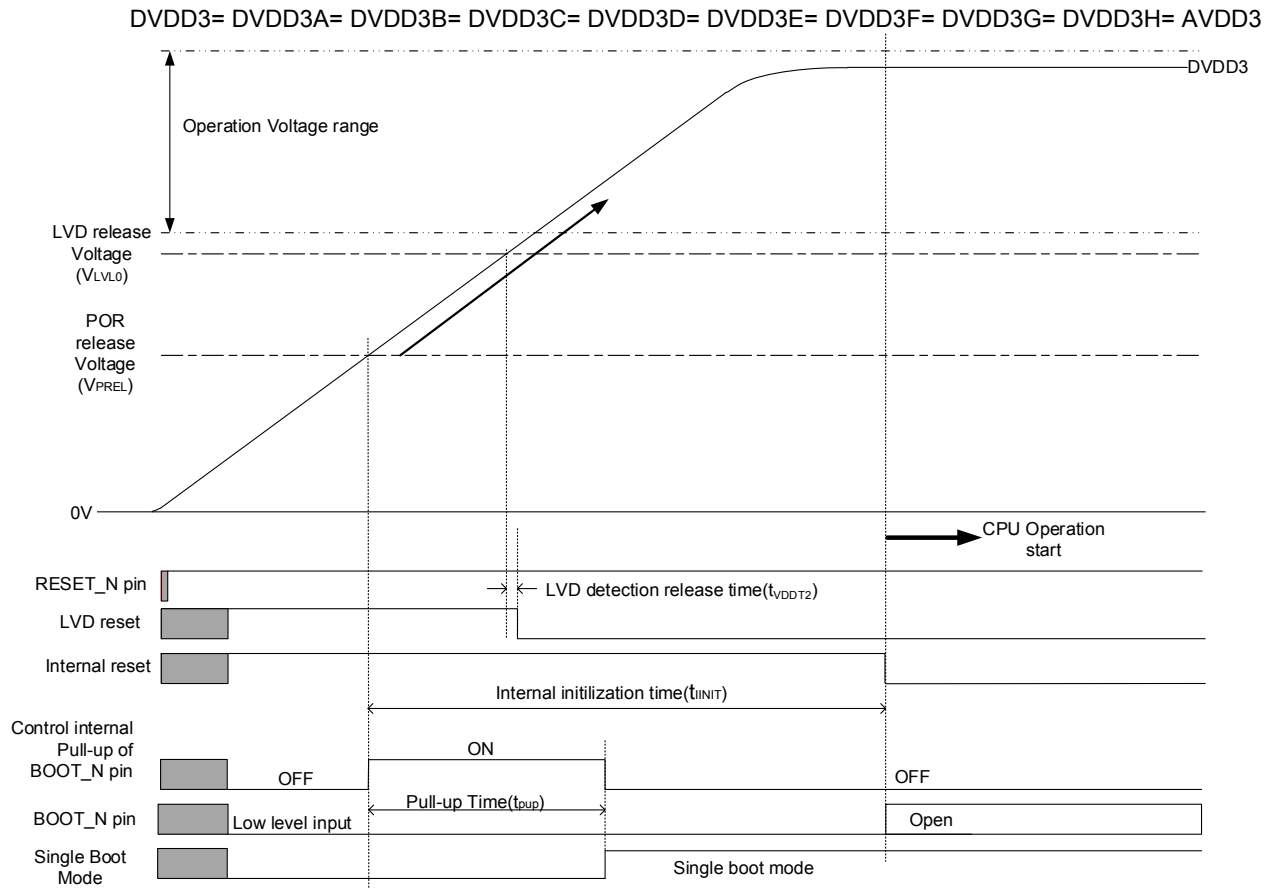 DVDD3= DVDD3A= DVDD3B= DVDD3C= DVDD3D= DVDD3E= DVDD3F= DVDD3G= DVDD3H= AVDD3
DVDD3
Operation Voltage range
LVD release
Voltage
(VLVL0)
POR
release
Voltage
(VPREL)
0V
CPU Operation
start
RESET_N pin
LVD detection release time(tVDDT2)
LVD reset
Internal reset
Internal initilization time(tIINIT)
Control internal
Pull-up of
BOOT_N pin
OFF
ON
OFF
Pull-up Time(tpup)
BOOT_N pin
Low level input
Open
Single Boot
Mode
Single boot mode